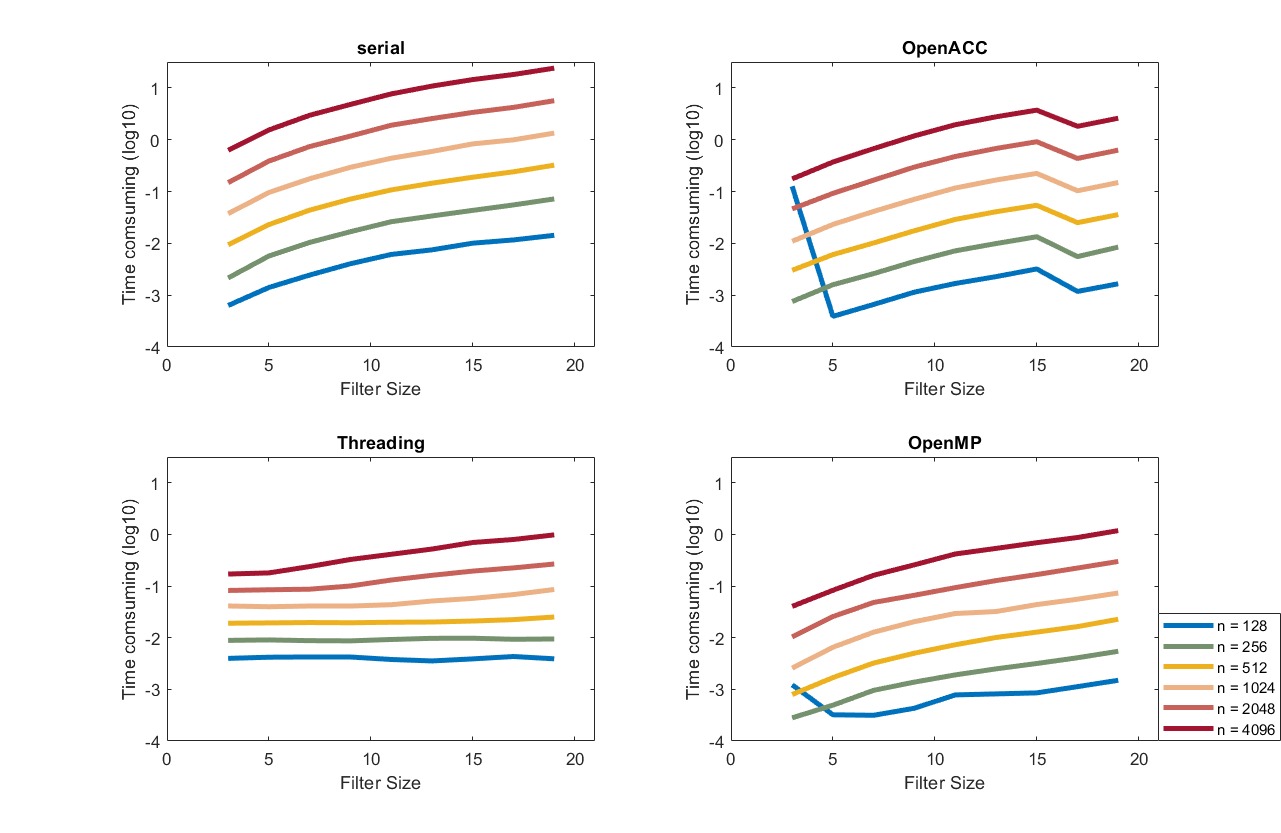 serial
Time comsuming (log10)
1
0
-1
-2
-3
-4
0 5 10 15 20
Filter Size
OpenACC
Time comsuming (log10)
1
0
-1
-2
-3
-4
0 5 10 15 20
Filter Size
Threading
Time comsuming (log10)
1
0
-1
-2
-3
-4
0 5 10 15 20
Filter Size
OpenMP
Time comsuming (log10)
1
0
-1
-2
-3
-4
0 5 10 15 20
Filter Size
n = 128
n = 256
n = 512
n = 1024
n = 2048
n = 4096